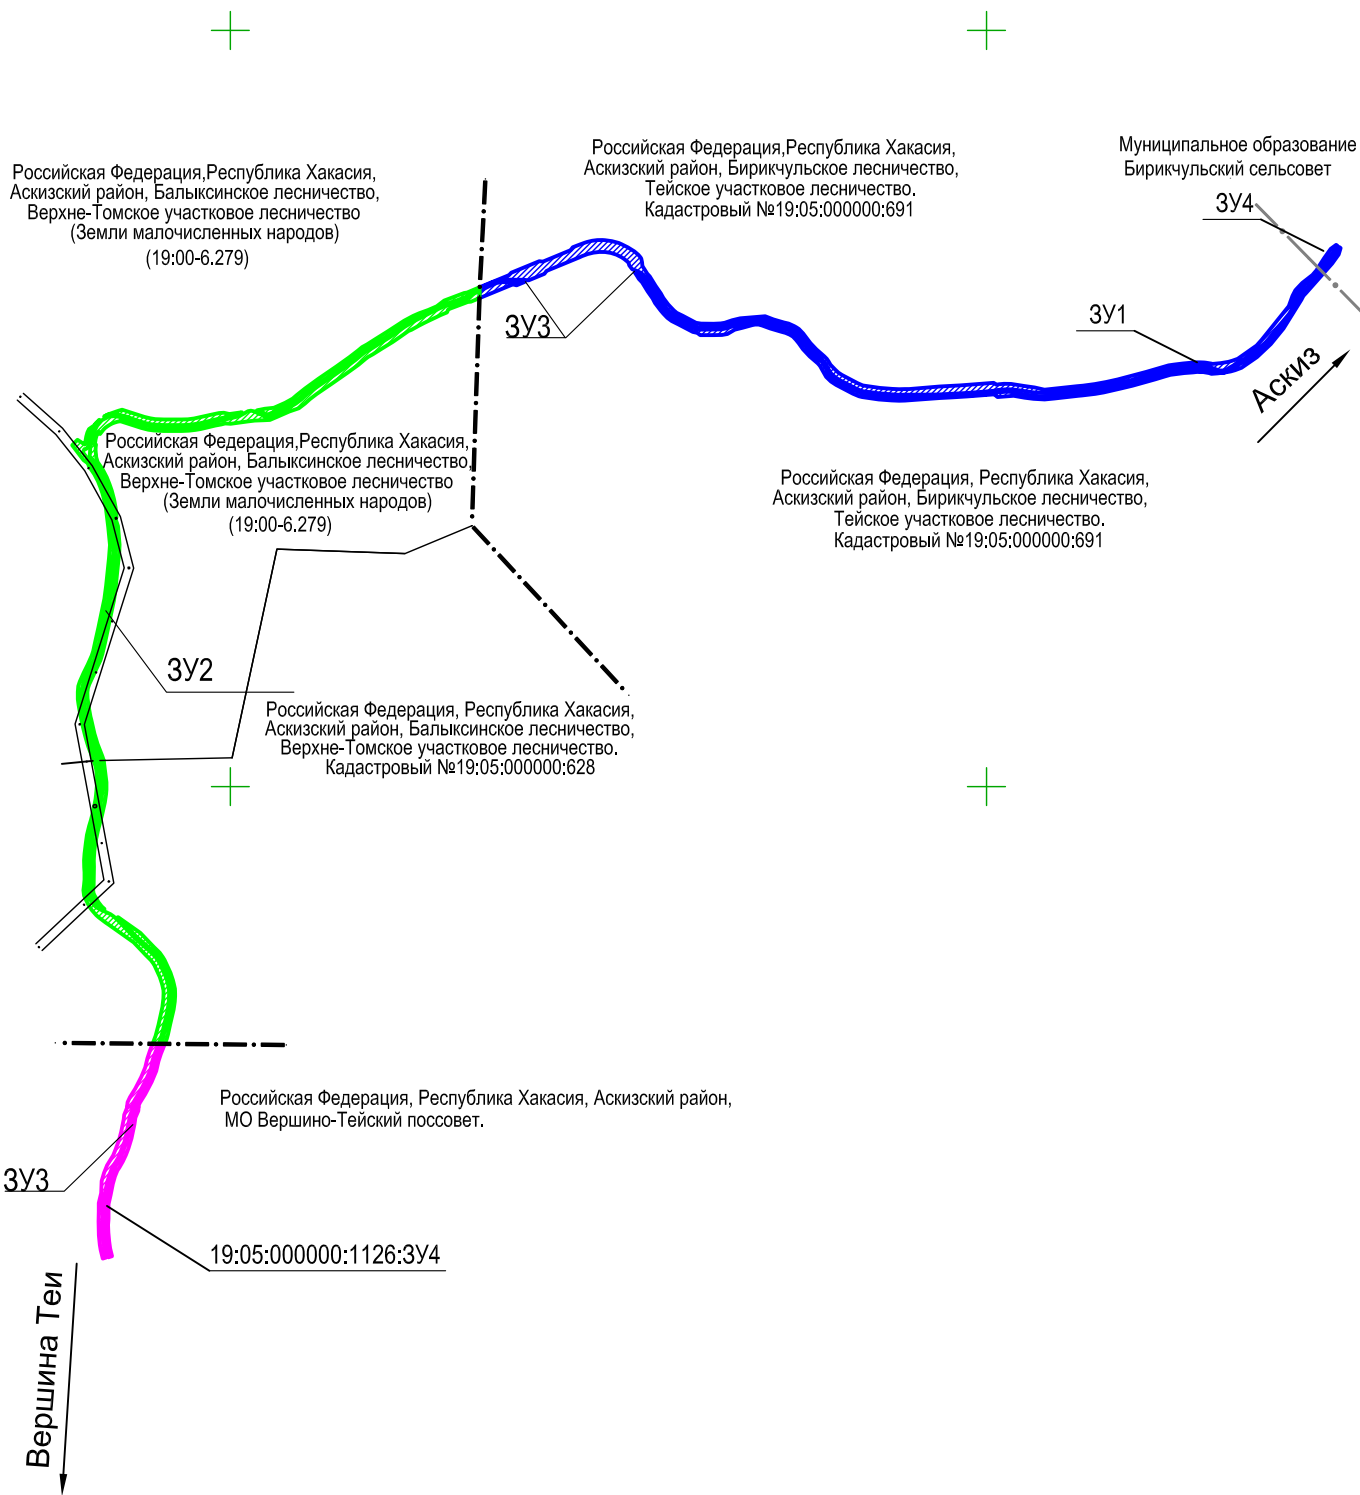 Российская Федерация,Республика Хакасия,
Аскизский район, Балыксинское лесничество,
Верхне-Томское участковое лесничество
(Земли малочисленных народов)
(19:00-6.279)
Российская Федерация,Республика Хакасия,
Аскизский район, Бирикчульское лесничество,
Тейское участковое лесничество.
Кадастровый №19:05:000000:691
Муниципальное образование
Бирикчульский сельсовет
ЗУ4
ЗУ3
ЗУ1
Аскиз
Российская Федерация,Республика Хакасия,
Аскизский район, Балыксинское лесничество,
Верхне-Томское участковое лесничество
(Земли малочисленных народов)
(19:00-6.279)
Российская Федерация, Республика Хакасия,
Аскизский район, Бирикчульское лесничество,
Тейское участковое лесничество.
Кадастровый №19:05:000000:691
ЗУ2
Российская Федерация, Республика Хакасия,
Аскизский район, Балыксинское лесничество,
Верхне-Томское участковое лесничество.
Кадастровый №19:05:000000:628
Российская Федерация, Республика Хакасия, Аскизский район,
МО Вершино-Тейский поссовет.
ЗУ3
19:05:000000:1126:ЗУ4
Вершина Теи